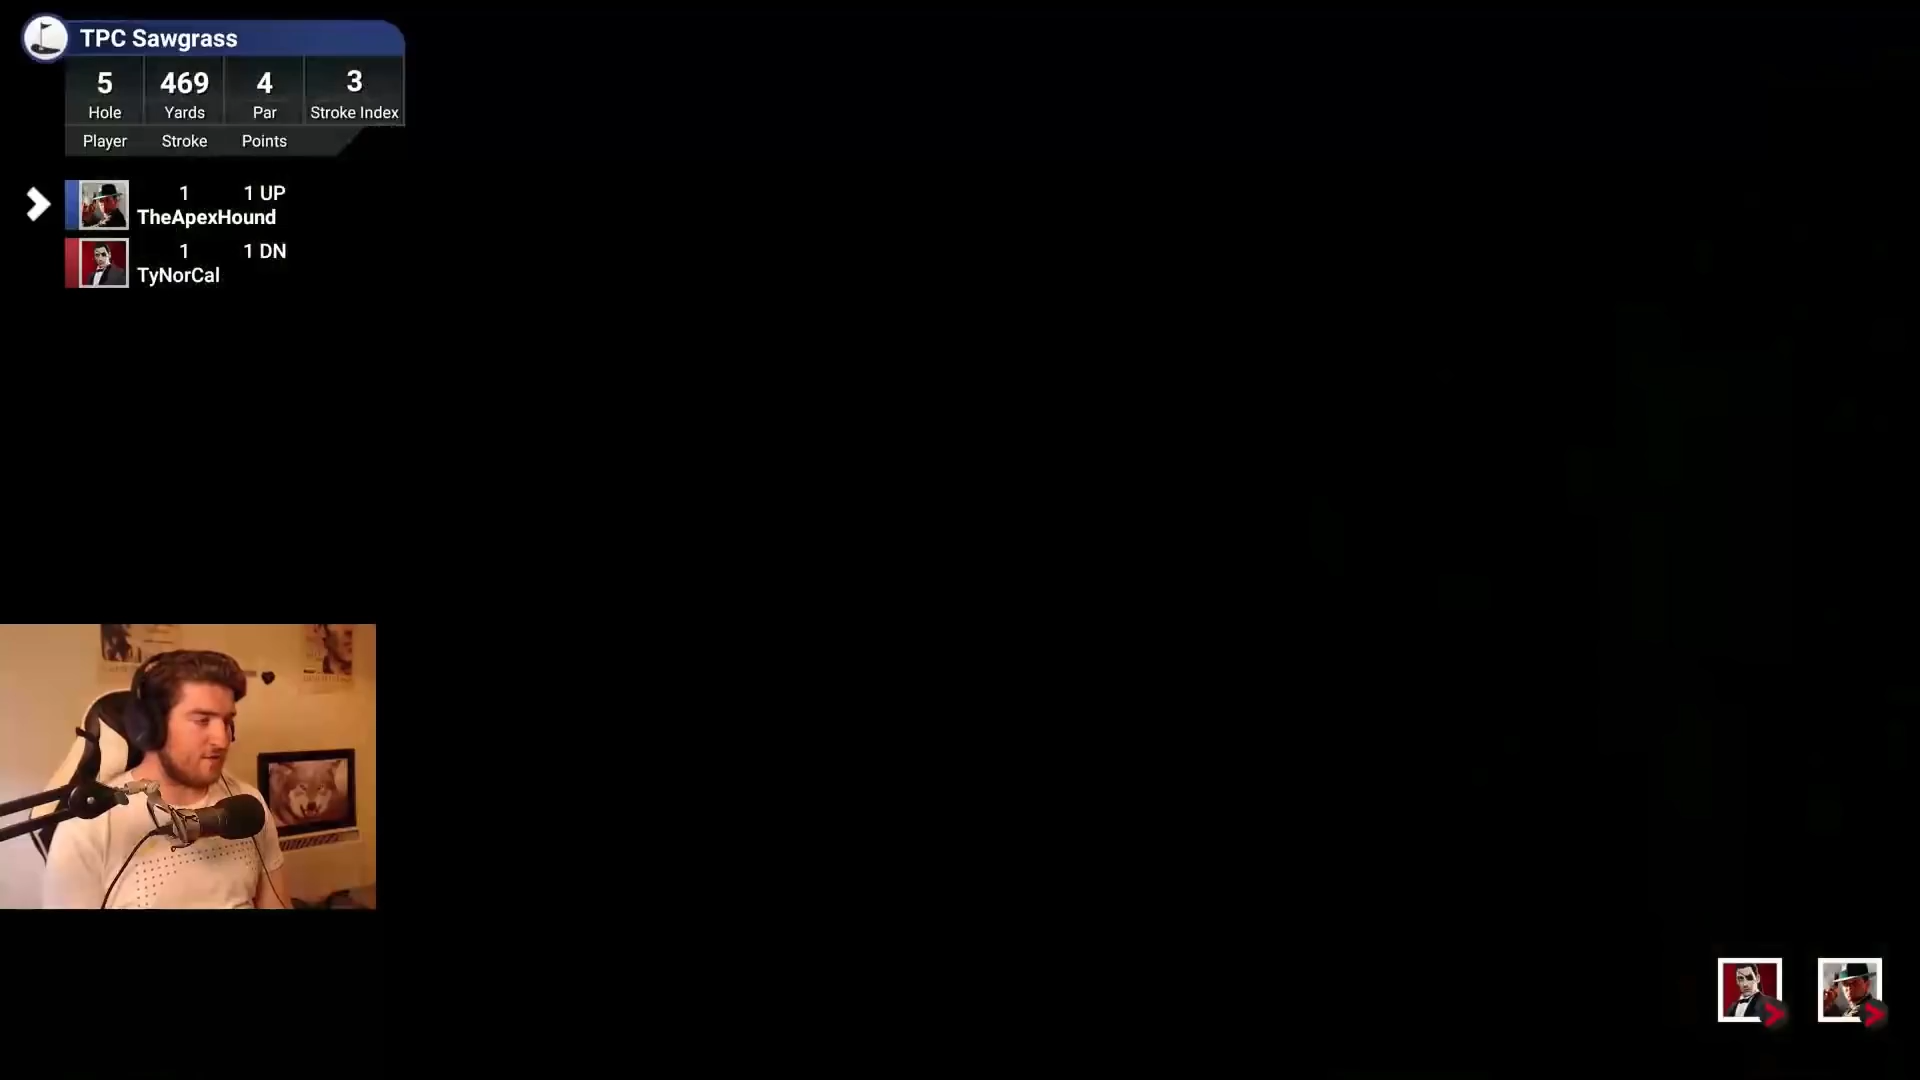 TPC Sawgrass
5 469 4 3
Hole Yards Par Stroke Index
Player Stroke Points
1 1 UP
TheApexHound
1 1 DN
TyNorCal